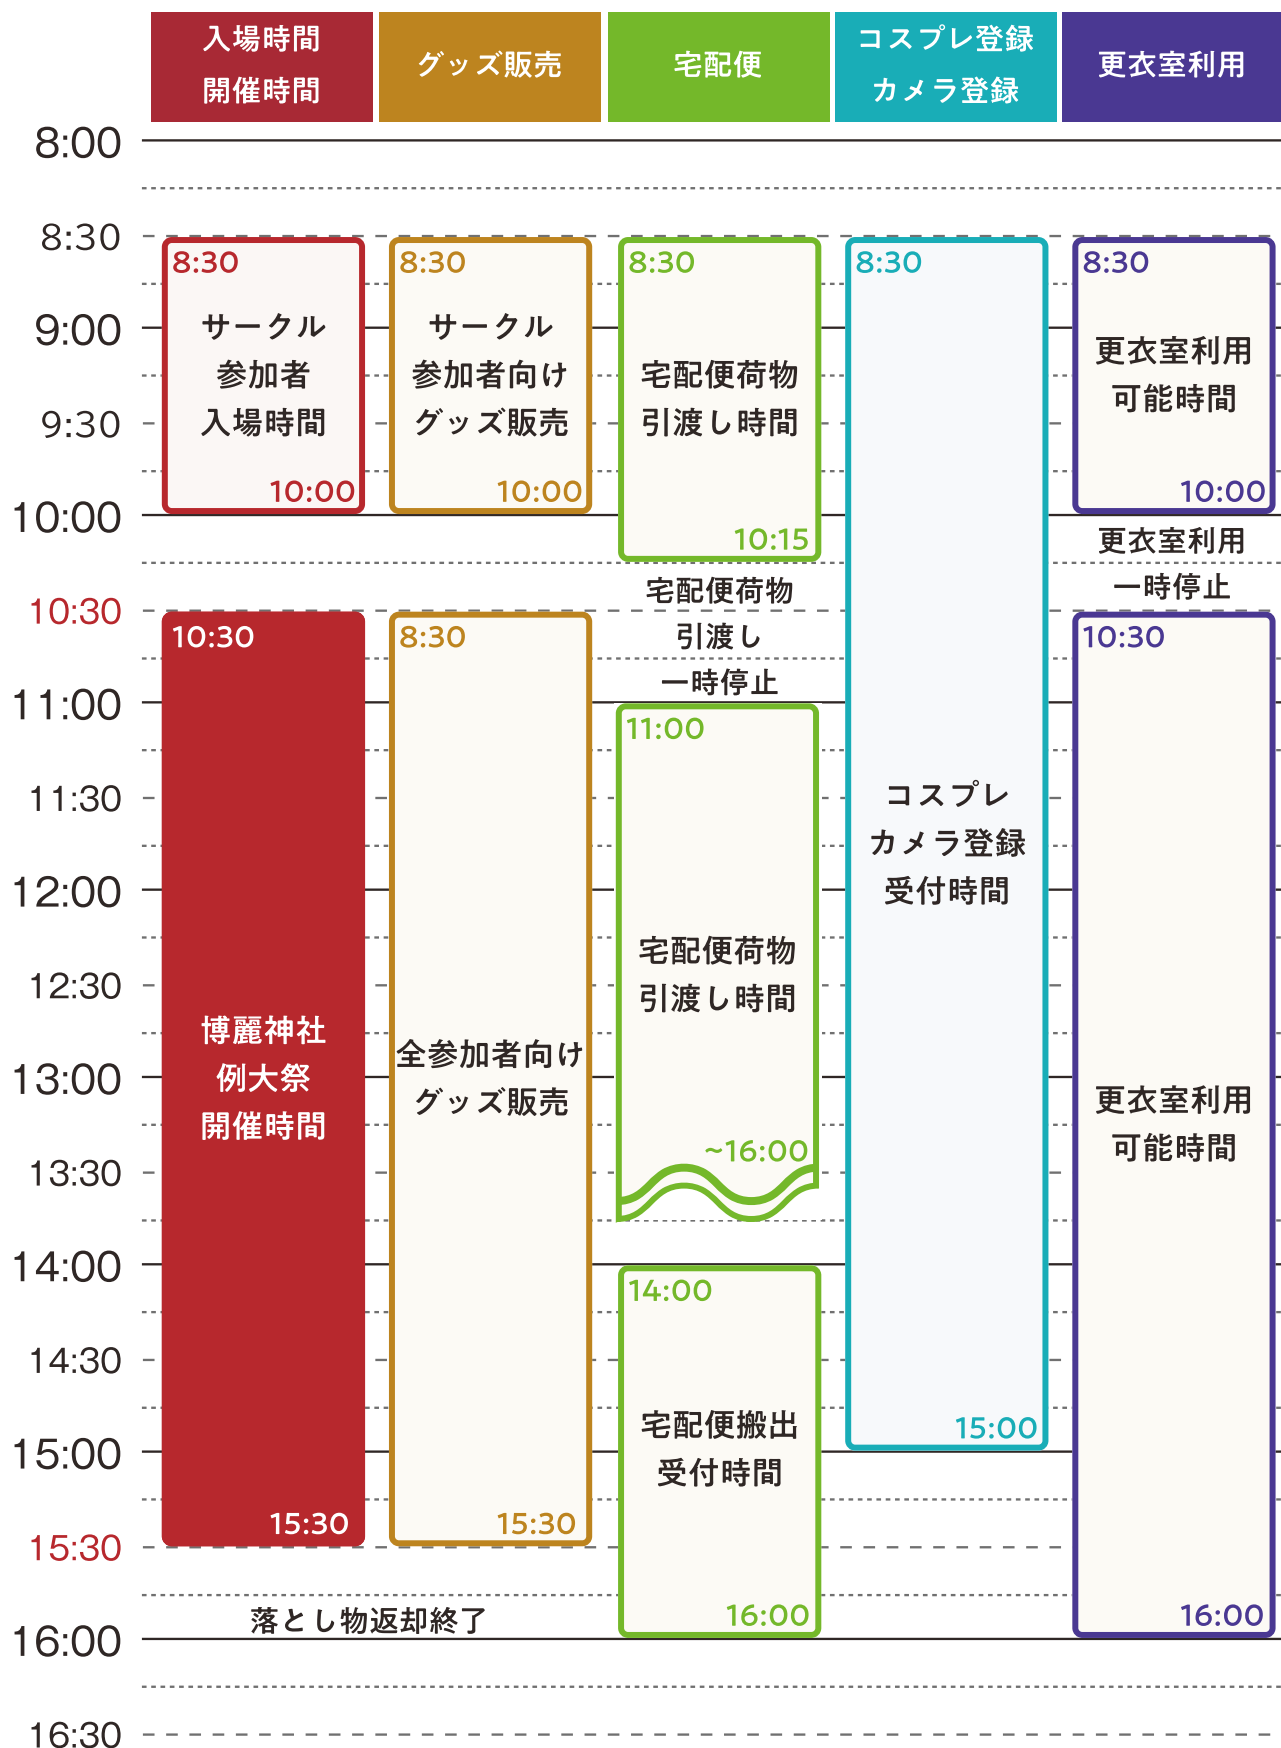 入場時間
開催時間
グッズ販売
宅配便
コスプレ登録
カメラ登録
更衣室利用
8:00
8:30
9:00
9:30
10:00
10:30
11:00
11:30
12:00
12:30
13:00
13:30
14:00
14:30
15:00
15:30
16:00
16:30
8:30
サークル
参加者
入場時間
10:00
10:30
博麗神社
例大祭
開催時間
15:30
8:30
サークル
参加者向け
グッズ販売
10:00
8:30
全参加者向け
グッズ販売
15:30
落とし物返却終了
8:30
宅配便荷物
引渡し時間
10:15
宅配便荷物
引渡し
一時停止
11:00
宅配便荷物
引渡し時間
~16:00
14:00
宅配便搬出
受付時間
16:00
8:30
コスプレ
カメラ登録
受付時間
15:00
8:30
更衣室利用
可能時間
10:00
更衣室利用
一時停止
10:30
更衣室利用
可能時間
16:00